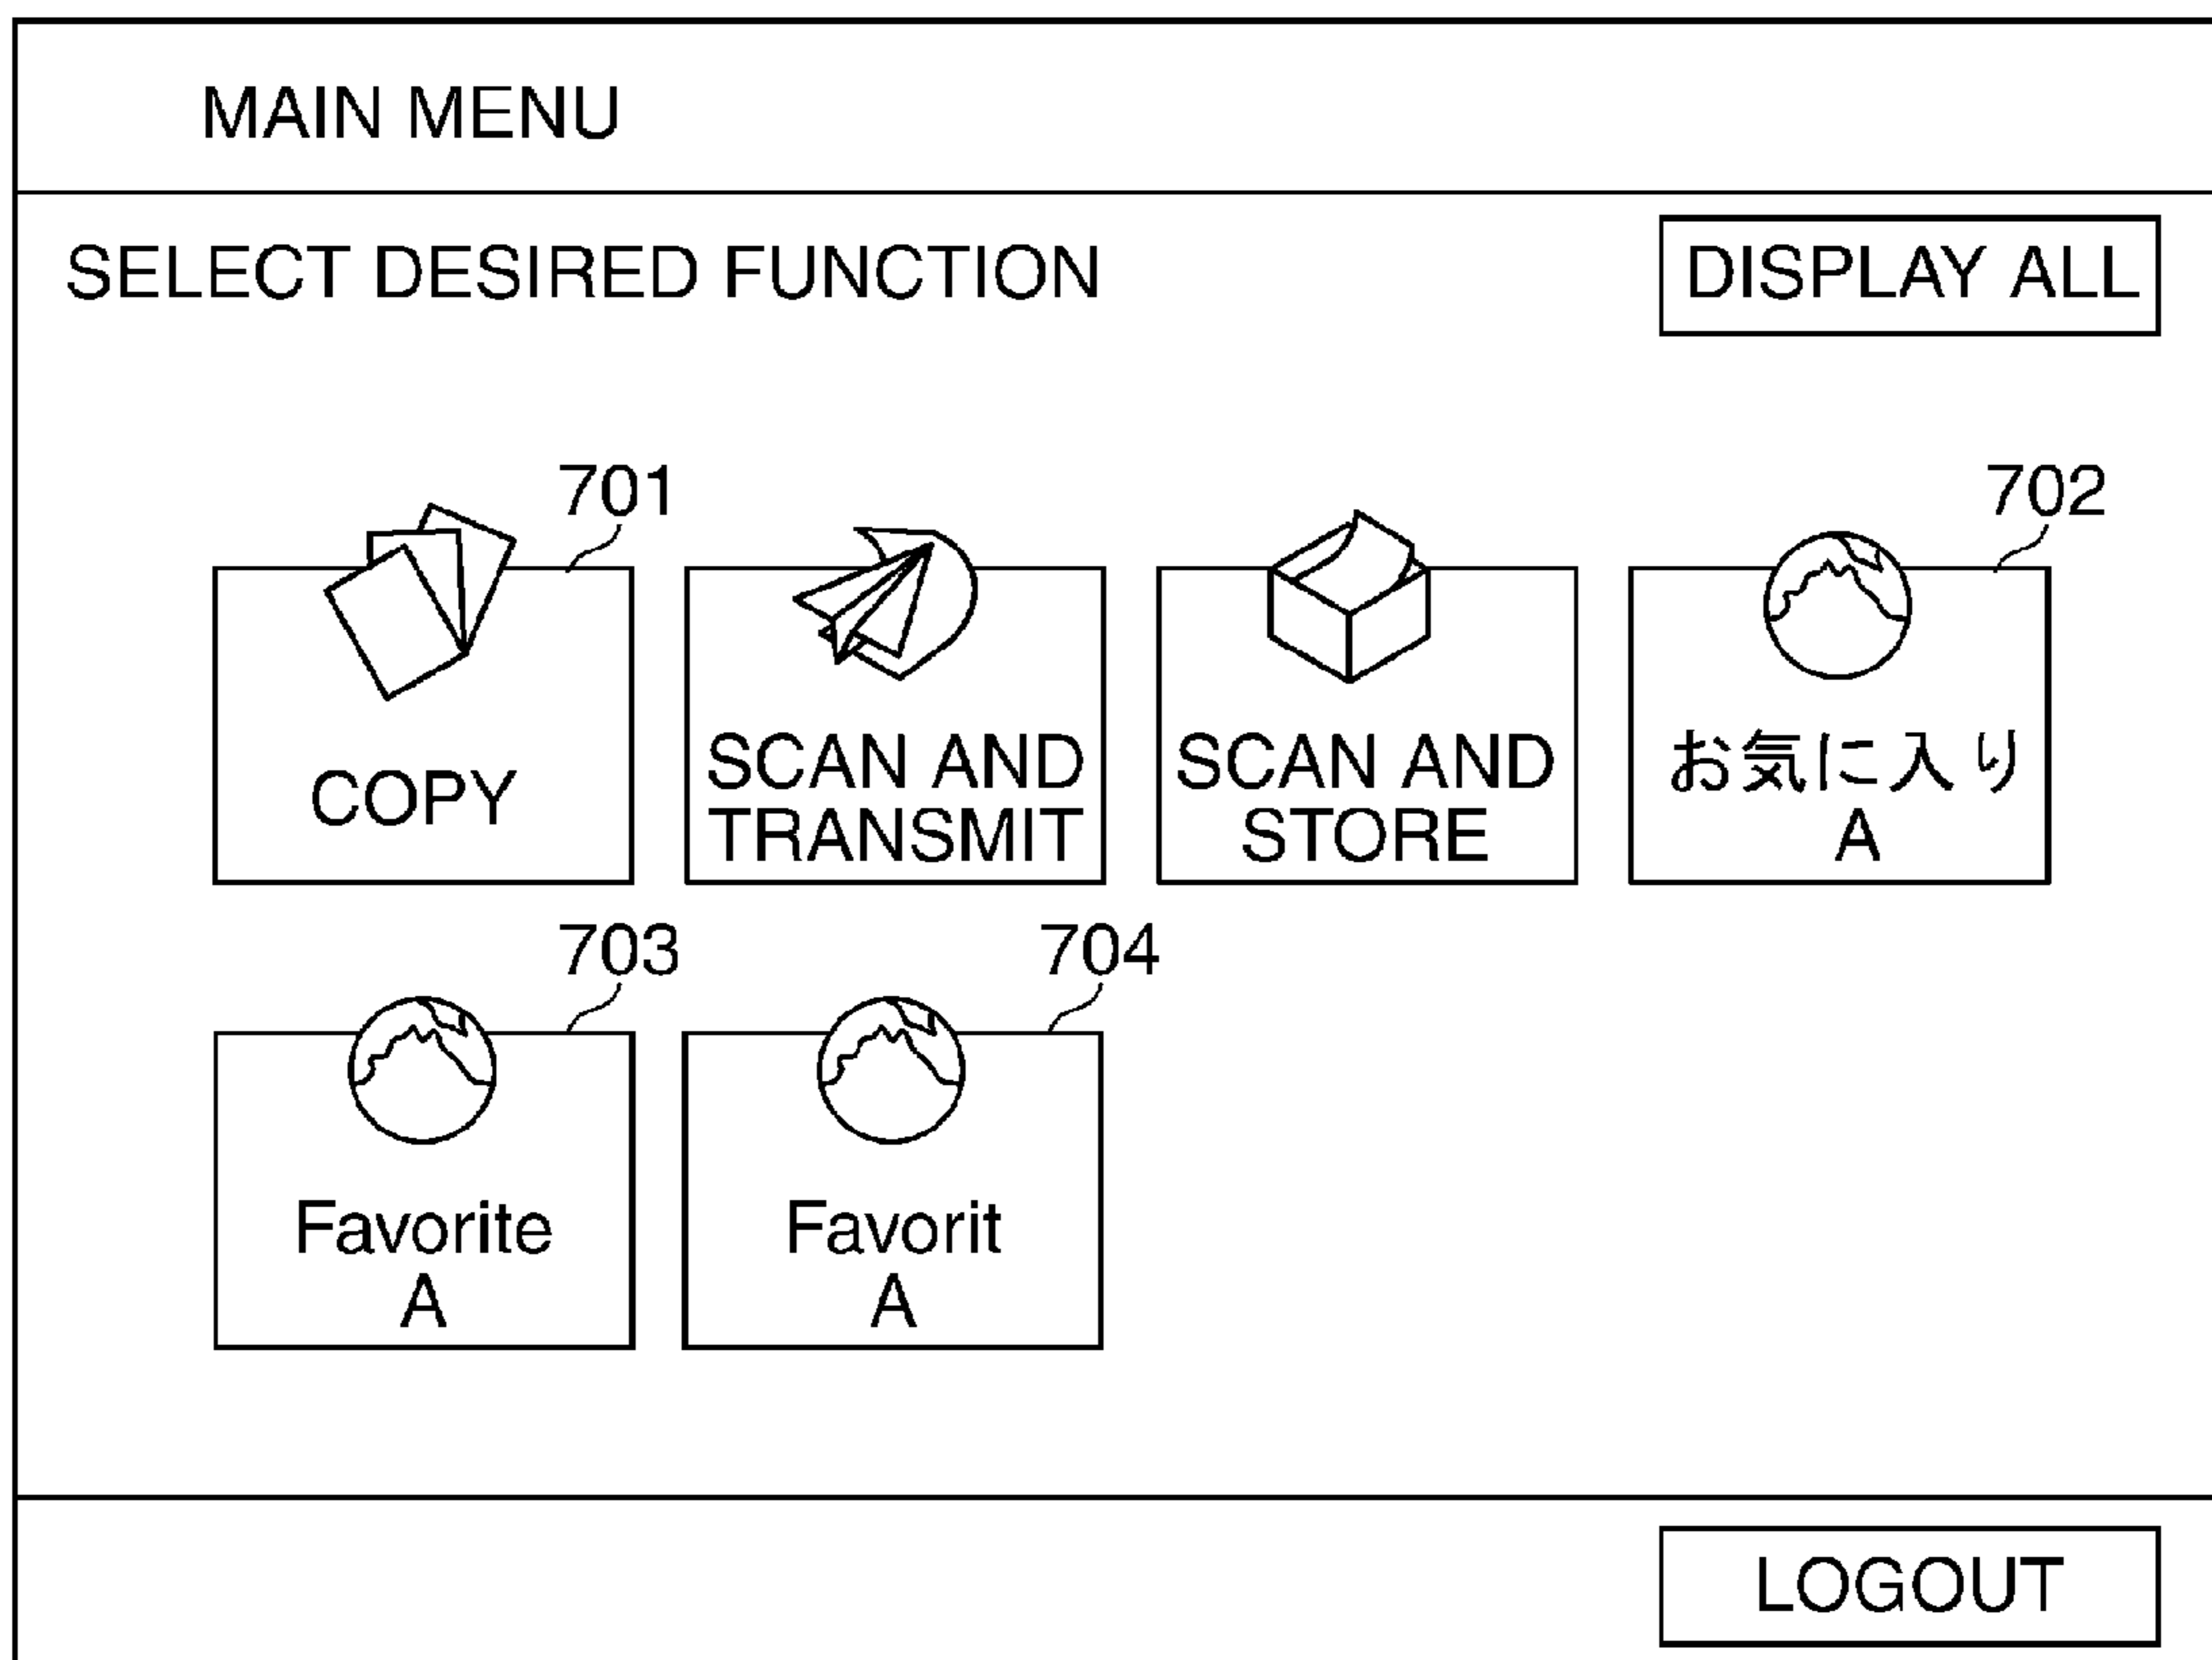 MAIN MENU
SELECT DESIRED FUNCTION
DISPLAY ALL
701
702
COPY
SCAN AND
TRANSMIT
SCAN AND
STORE
お気に入り
A
703
704
Favorite
A
Favorit
A
LOGOUT